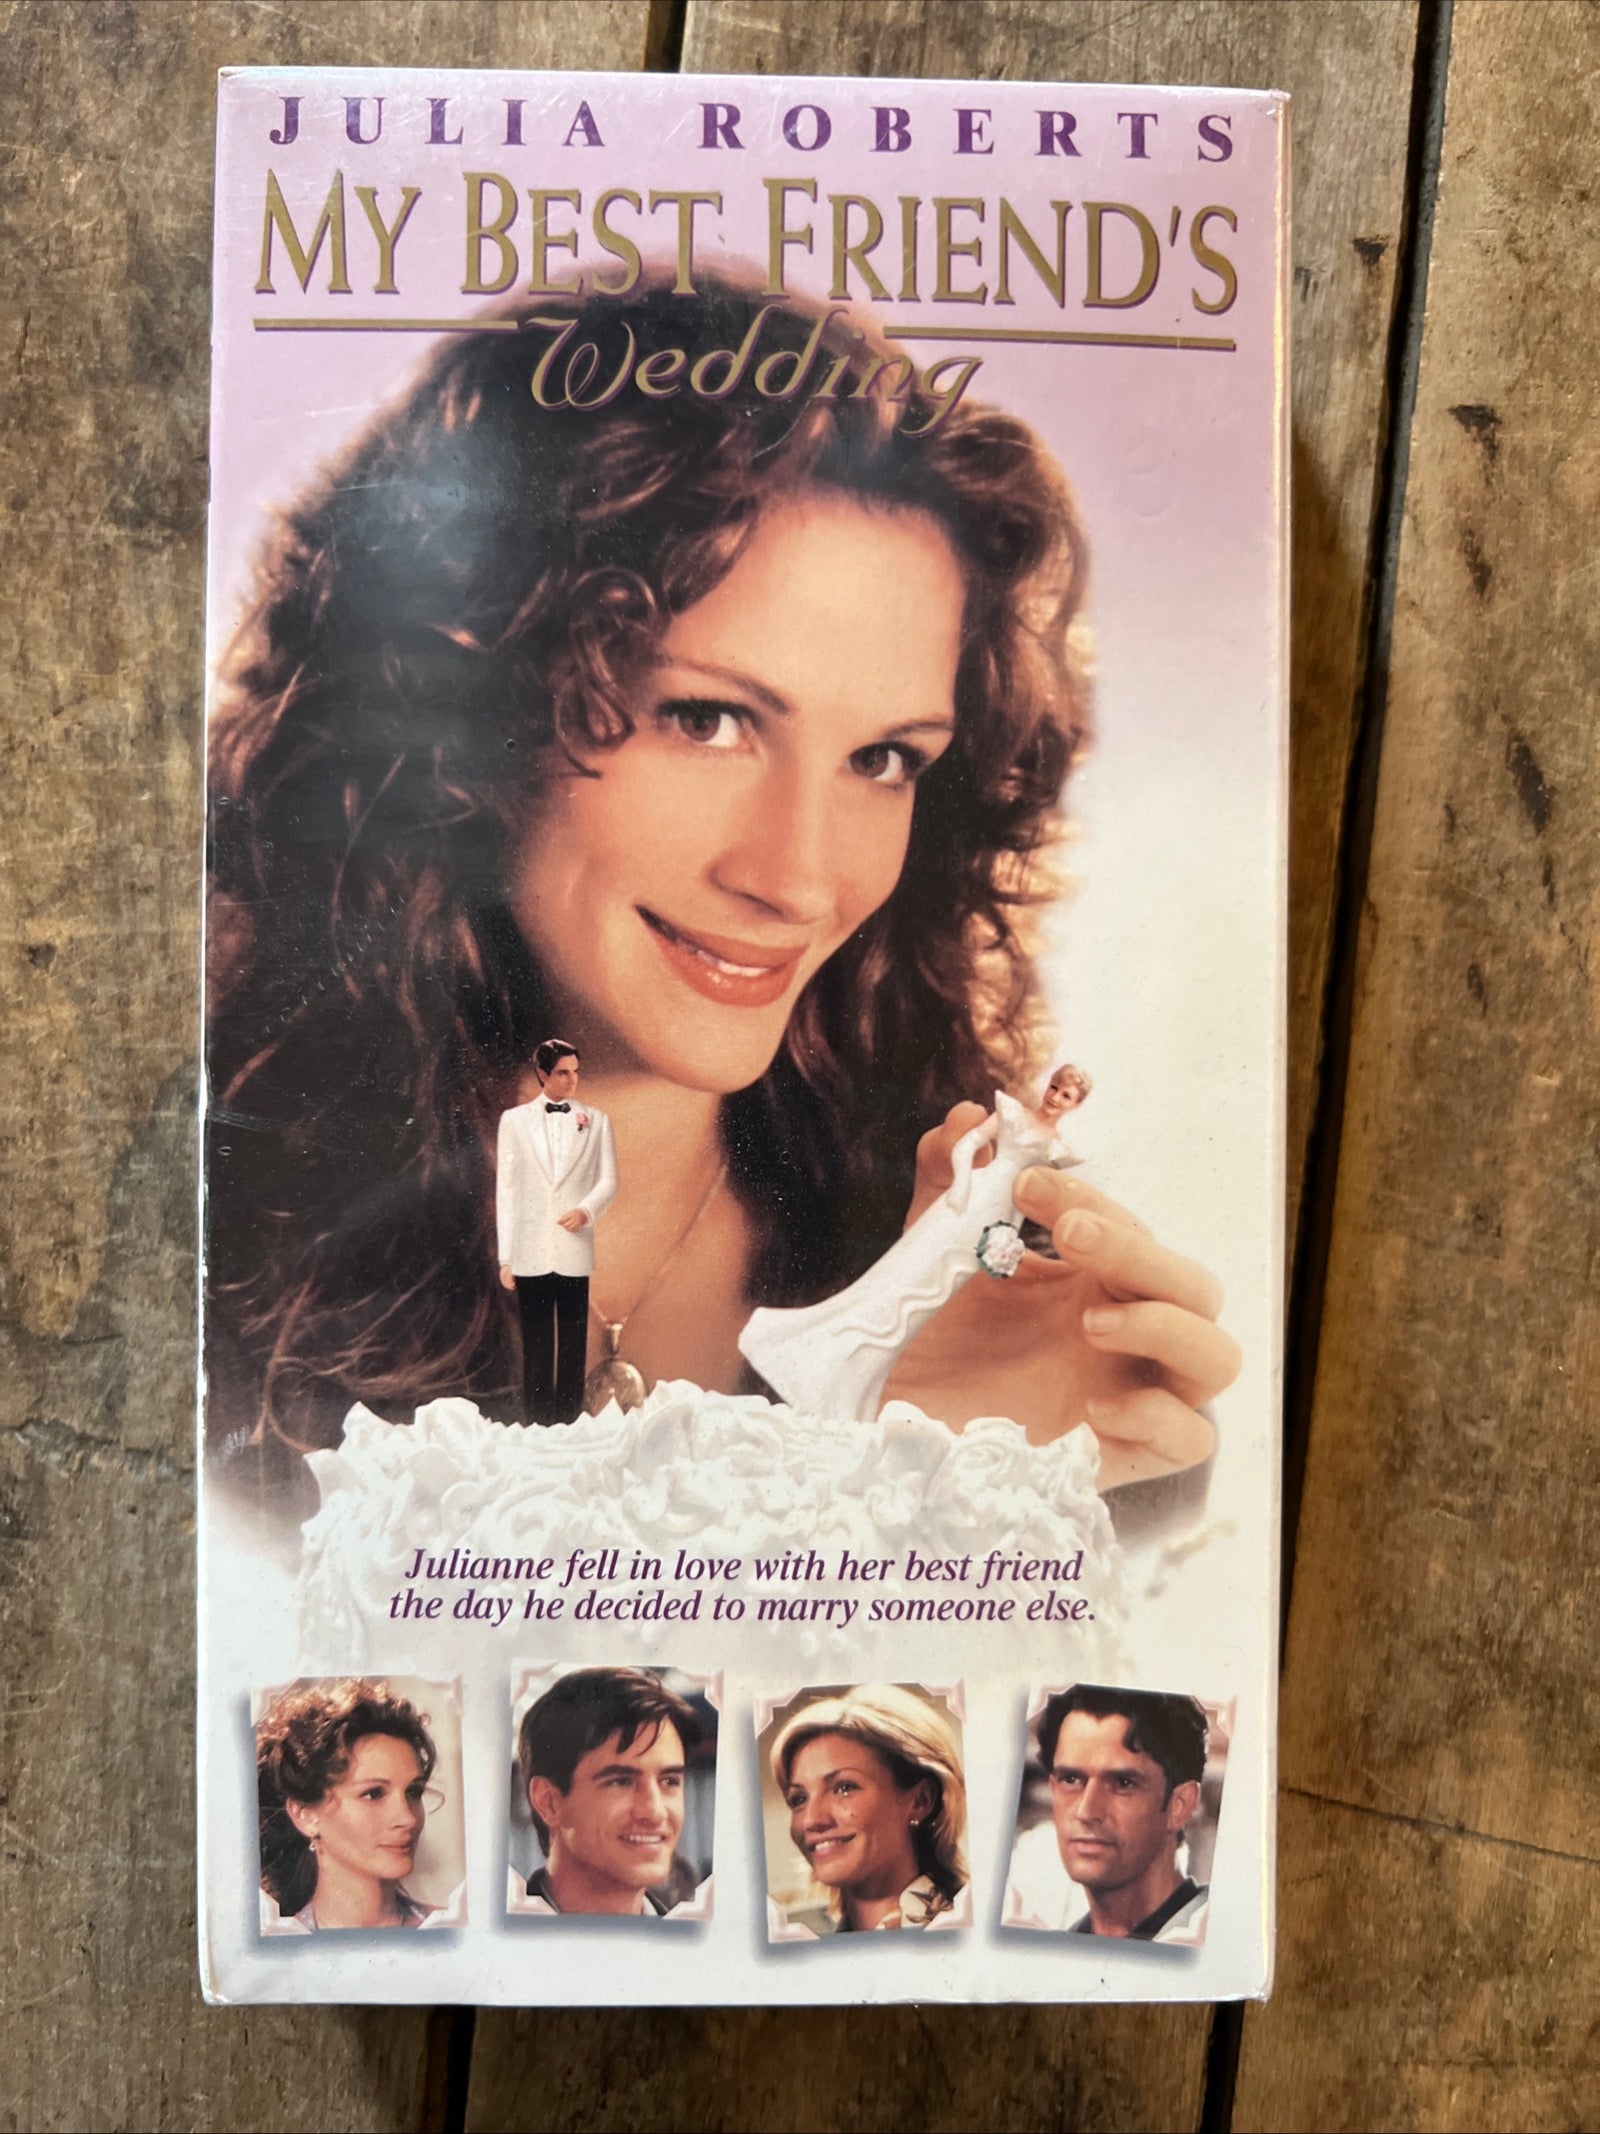 JULIA ROBERTS
MY BEST FRIEND'S
Wedding
Julianne fell in love with her best friend
the day he decided to marry someone else.